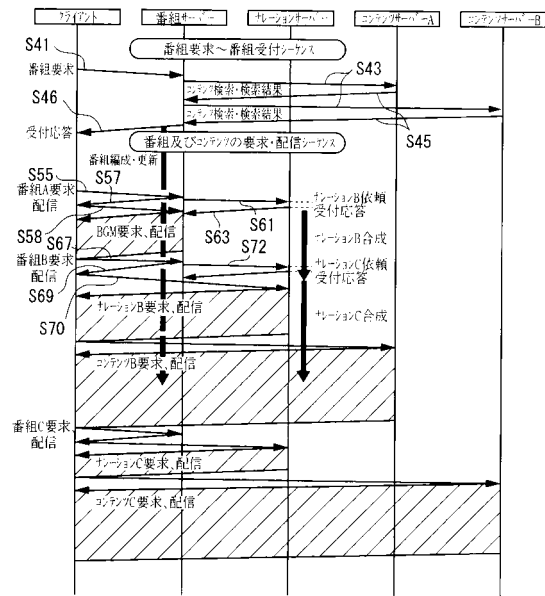 クライアント 番組サーバー ナレーションサーバー コンテンツサーバーA コンテンツサーバーB
S41
番組要求～番組受付シーケンス
番組要求
S43
コンテンツ検索・検索結果
S46
コンテンツ検索・検索結果
受付応答
S45
番組及びコンテンツの要求・配信シーケンス
番組編成・更新
S55
S57
番組A要求
配信
ナレーションB依頼
受付応答
S61
S58
S63
BGM要求、配信
S67
S72
ナレーションB合成
番組B要求
配信
ナレーションC依頼
受付応答
S69
S70
ナレーションB要求、配信
ナレーションC合成
コンテンツB要求、配信
番組C要求、
配信
ナレーションC要求、配信
コンテンツC要求、配信